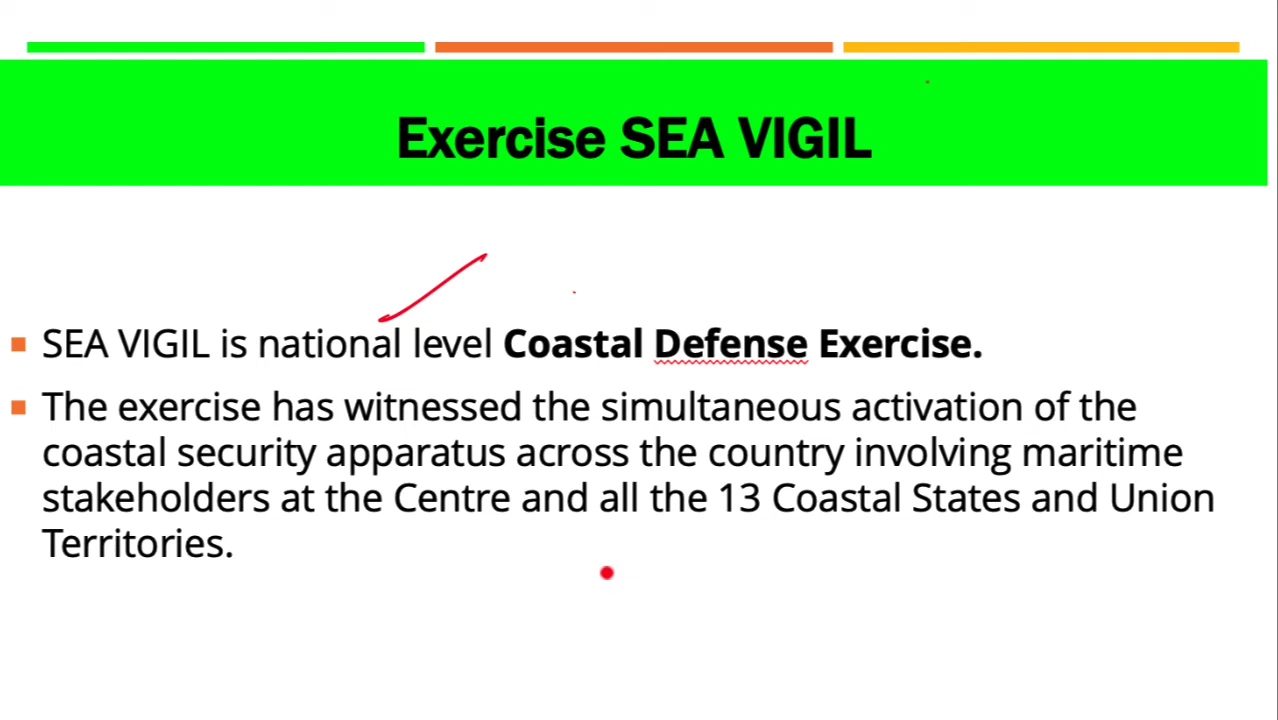 Exercise SEA VIGIL
SEA VIGIL is national level Coastal Defense Exercise.
The exercise has witnessed the simultaneous activation of the
coastal security apparatus across the country involving maritime
stakeholders at the Centre and all the 13 Coastal States and Union
Territories.